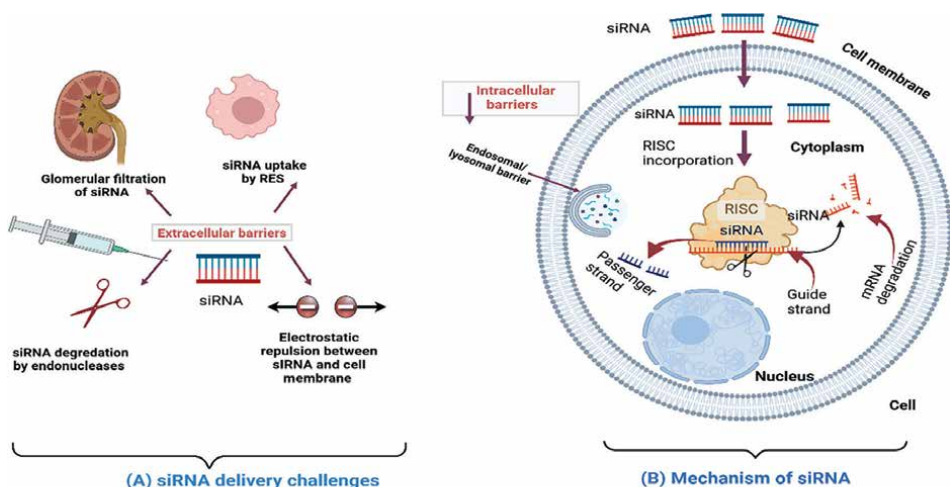 Glomerular filtration
of siRNA
siRNA uptake
by RES
Extracellular barriers
siRNA
siRNA degredation
by endonucleases
Electrostatic
repulsion between
sIRNA and cell
membrane
(A) siRNA delivery challenges
siRNA
Cell membrane
Intracellular
barriers
siRNA
RISC
incorporation
Cytoplasm
Endosomal/
lyosomal barrier
RISC
siRNA
siRNA
Passenger
strand
Guide
strand
mRNA
degradation
Nucleus
Cell
(B) Mechanism of siRNA